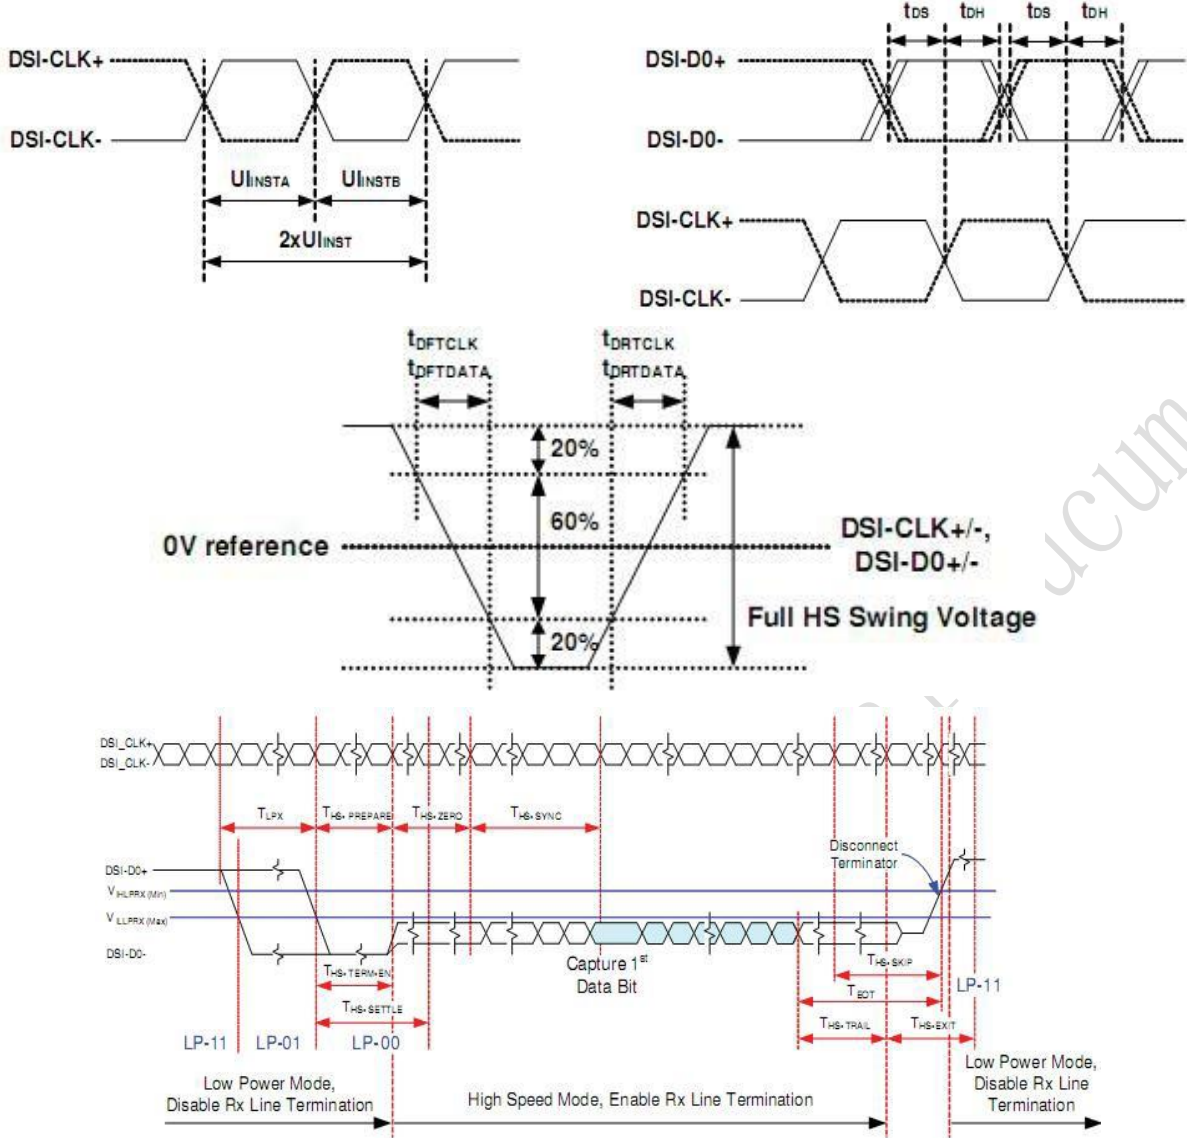 tDS tDH tDS tDH
DSI-CLK+
DSI-CLK-
UIINSTA UIINSTB
2xUIINST
DSI-D0+
DSI-D0-
DSI-CLK+
DSI-CLK-
tDFTCLK
tDFTDATA
tDRTCLK
tDRTDATA
20%
60%
20%
0V reference
DSI-CLK+/-,
DSI-D0+/-
Full HS Swing Voltage
DSI_CLK+
DSI_CLK-
TLPX THS-PREPARE THS-ZERO THS-SYNC
Disconnect
Terminator
DSI-D0+
VIHLPRX (Min)
VILLPRX (Max)
DSI-D0-
THS-TERM-EN
THS-SETTLE
Capture 1st
Data Bit
THS-SKIP
TEOT
THS-TRAIL THS-EXIT
LP-11 LP-01 LP-00 LP-11
Low Power Mode,
Disable Rx Line Termination
High Speed Mode, Enable Rx Line Termination
Low Power Mode,
Disable Rx Line
Termination